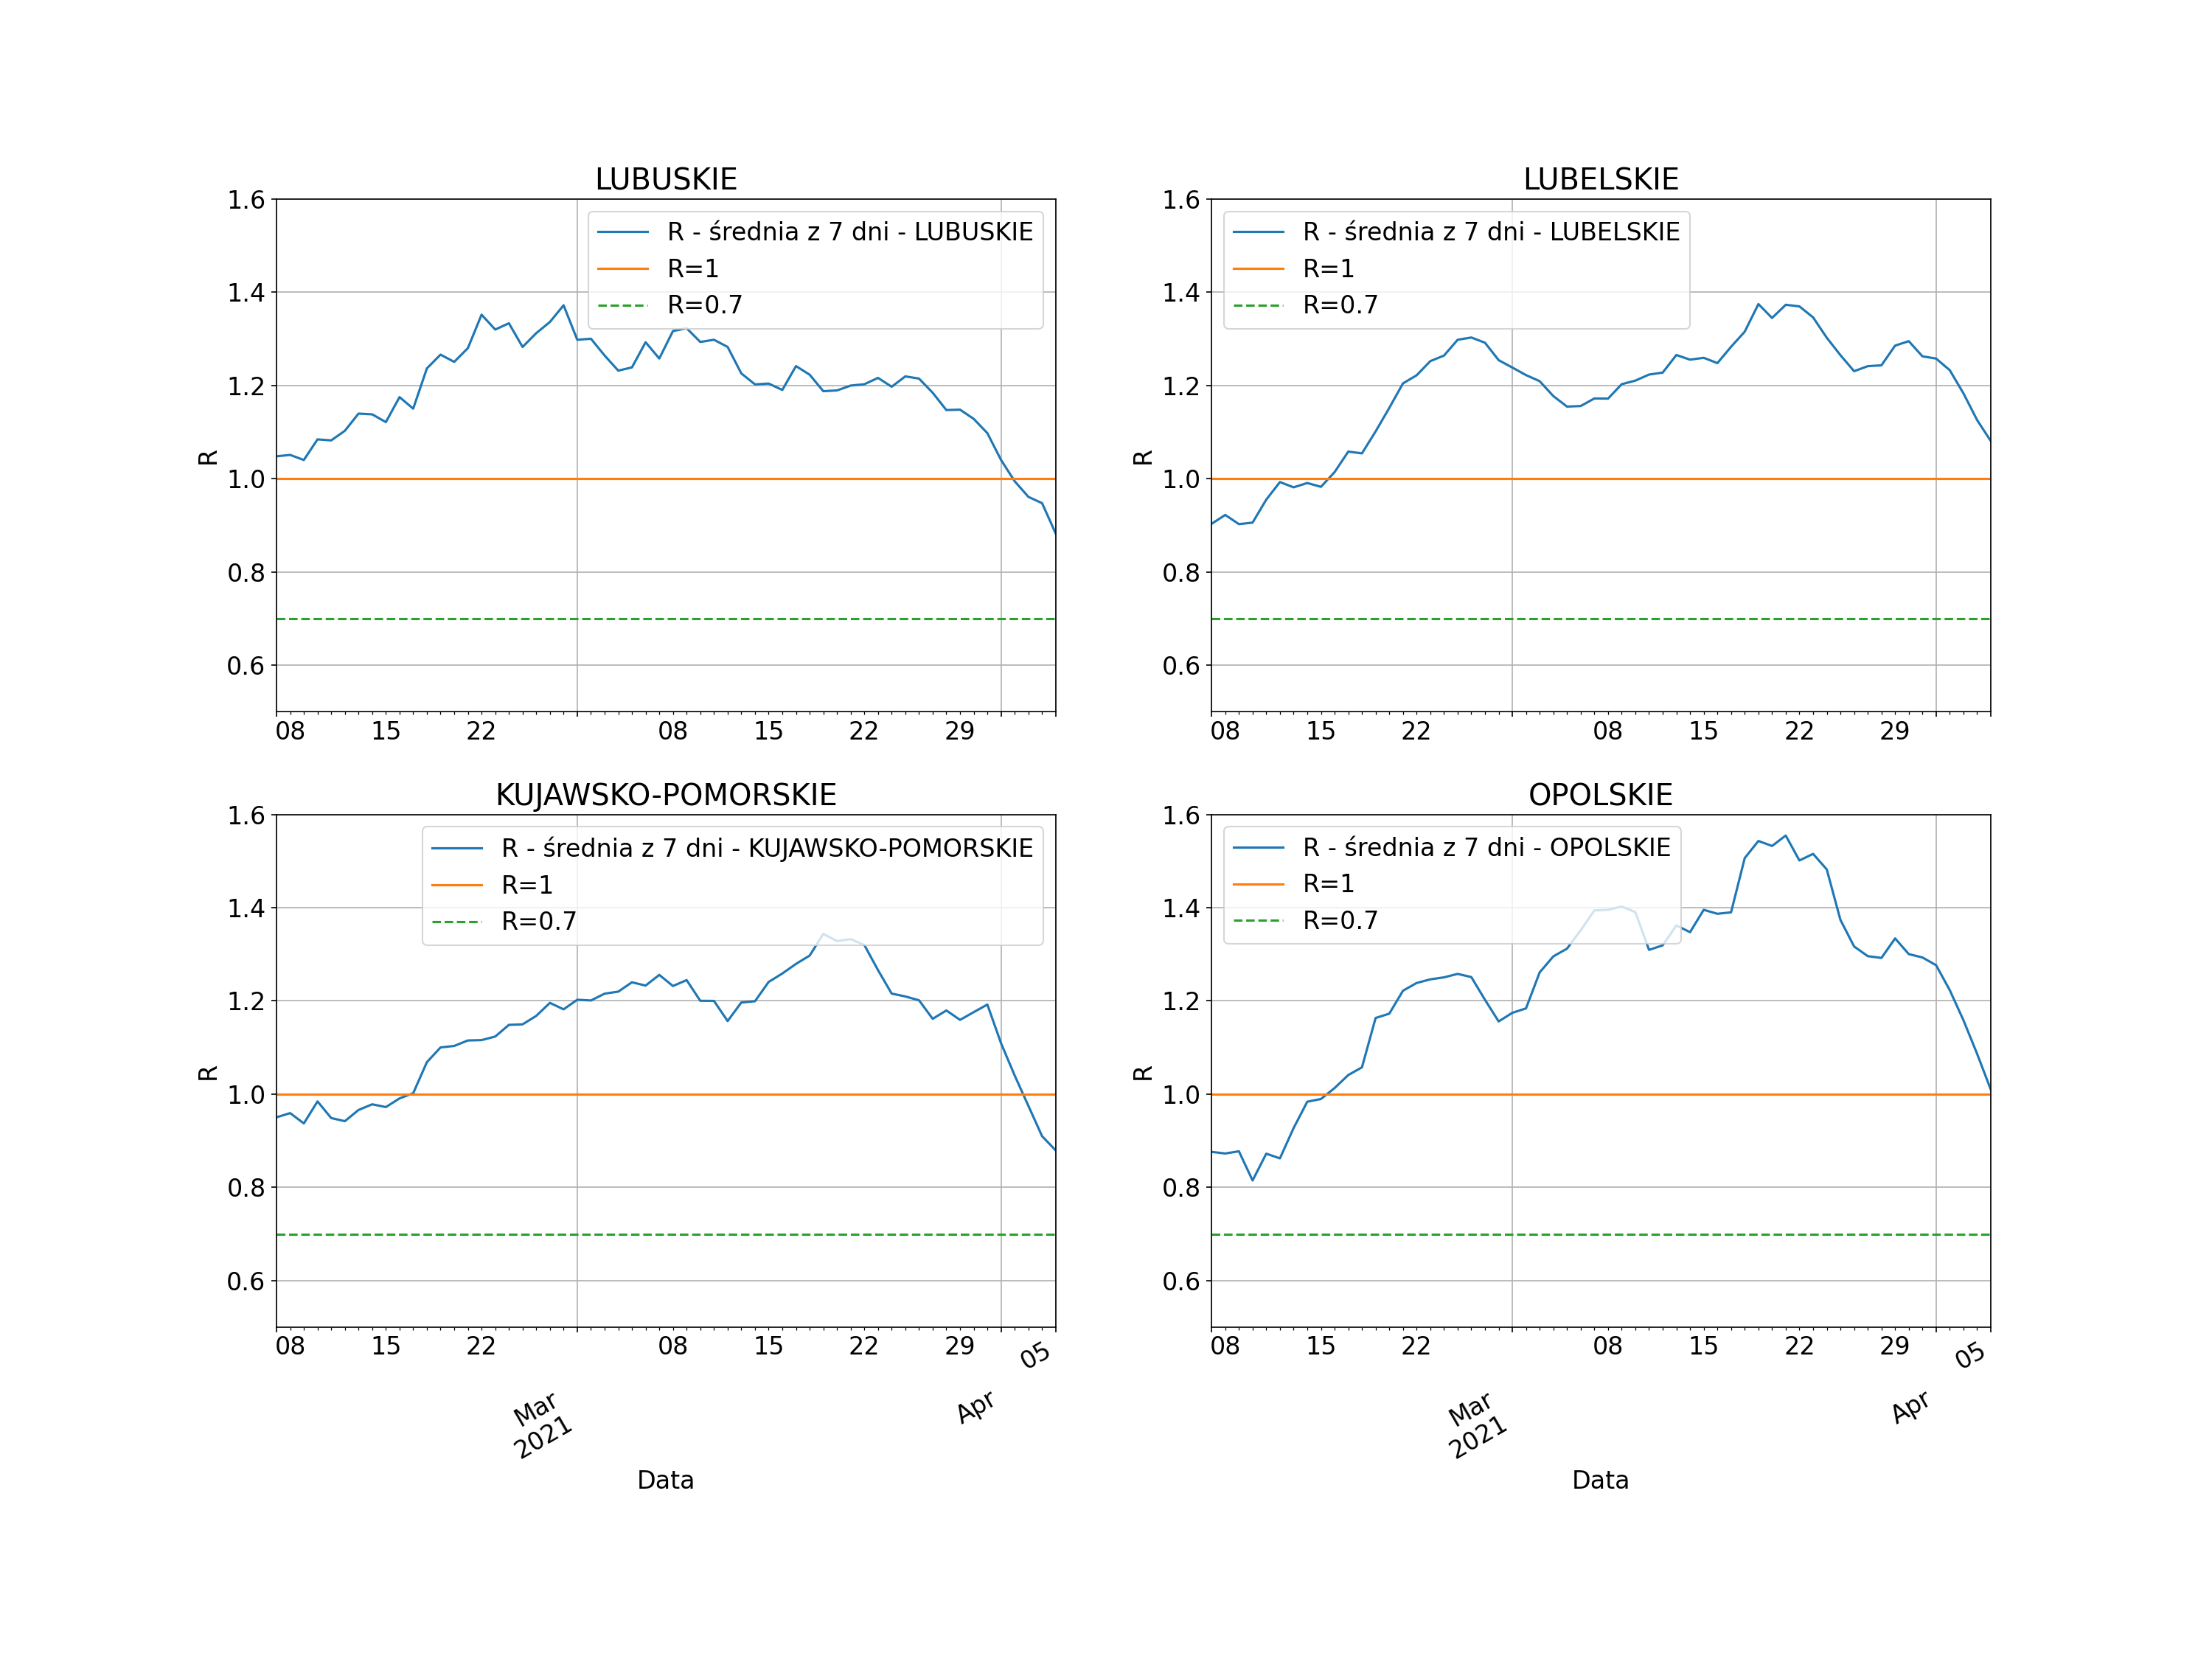 LUBUSKIE
1.6
1.4
1.2
1.0
0.8
0.6
R
R - średnia z 7 dni - LUBUSKIE
R=1
R=0.7
08 15 22 08 15 22 29
LUBELSKIE
1.6
1.4
1.2
1.0
0.8
0.6
R
R - średnia z 7 dni - LUBELSKIE
R=1
R=0.7
08 15 22 08 15 22 29
KUJAWSKO-POMORSKIE
1.6
1.4
1.2
1.0
0.8
0.6
R
R - średnia z 7 dni - KUJAWSKO-POMORSKIE
R=1
R=0.7
08 15 22 08 15 22 29 05
Mar Apr
2021
Data
OPOLSKIE
1.6
1.4
1.2
1.0
0.8
0.6
R
R - średnia z 7 dni - OPOLSKIE
R=1
R=0.7
08 15 22 08 15 22 29 05
Mar Apr
2021
Data